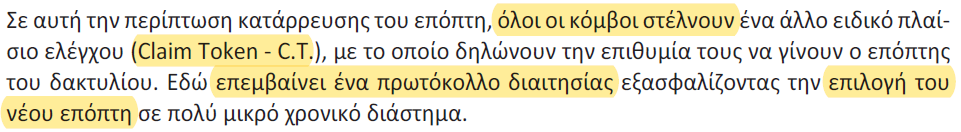 Σε αυτή την περίπτωση κατάρρευσης του επόπτη, όλοι οι κόμβοι στέλνουν ένα άλλο ειδικό πλαί-
σιο ελέγχου (Claim Token - C.T.), με το οποίο δηλώνουν την επιθυμία τους να γίνουν ο επόπτης
του δακτυλίου. Εδώ επεμβαίνει ένα πρωτόκολλο διαιτησίας εξασφαλίζοντας την επιλογή του
νέου επόπτη σε πολύ μικρό χρονικό διάστημα.